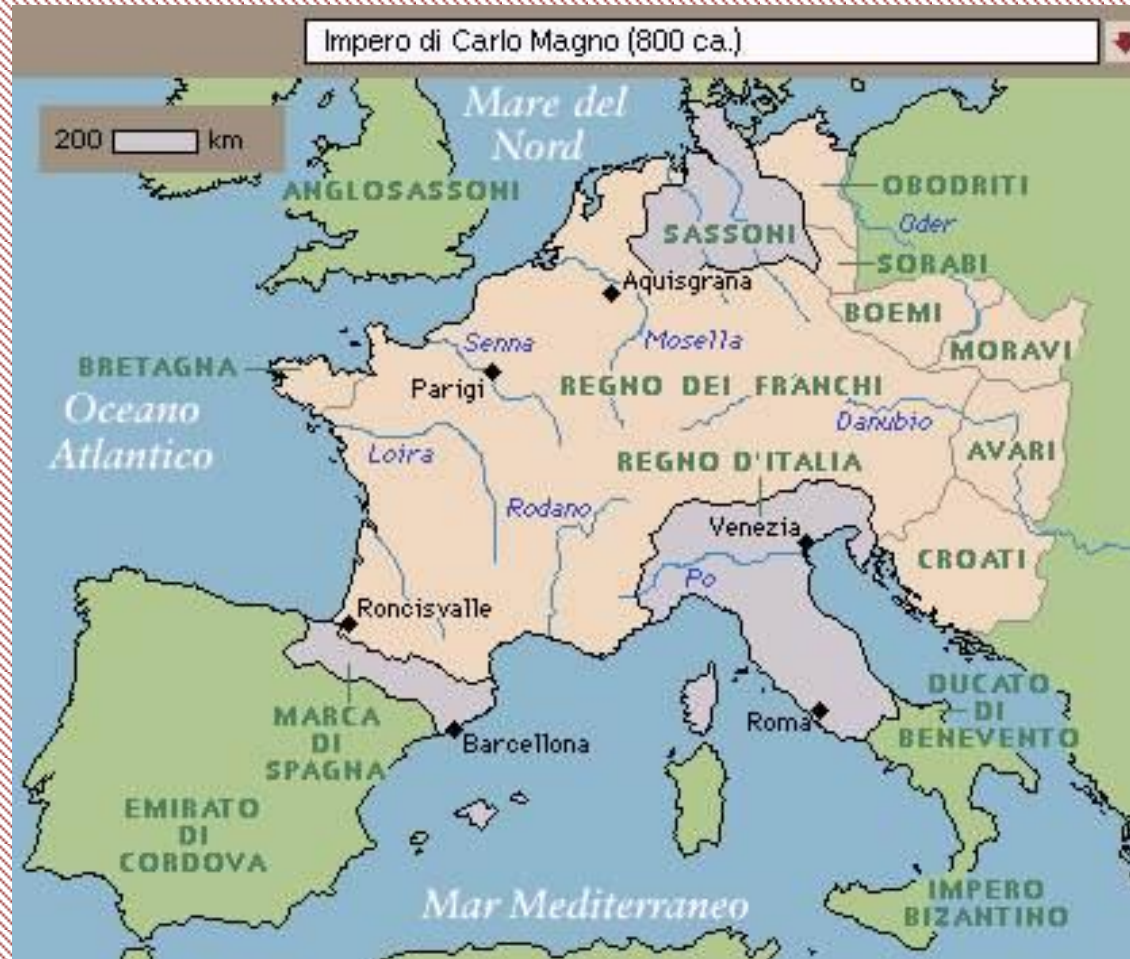 Impero di Carlo Magno (800 ca.)
200 km
Mare del
Nord
ANGLOSASSONI
OBODRITI
Oder
SASSONI
SORABI
Aquisgrana
BOEMI
Senna
Mosella
MORAVI
BRETAGNA
Parigi
REGNO DEI FRANCHI
Oceano
Atlantico
Danubio
Loira
REGNO D'ITALIA
AVARI
Rodano
Venezia
CROATI
Po
Roncisvalle
MARCA
DI
SPAGNA
Barcellona
Roma
DUCATO
DI
BENEVENTO
EMIRATO
DI
CORDOVA
Mar Mediterraneo
IMPERO
BIZANTINO